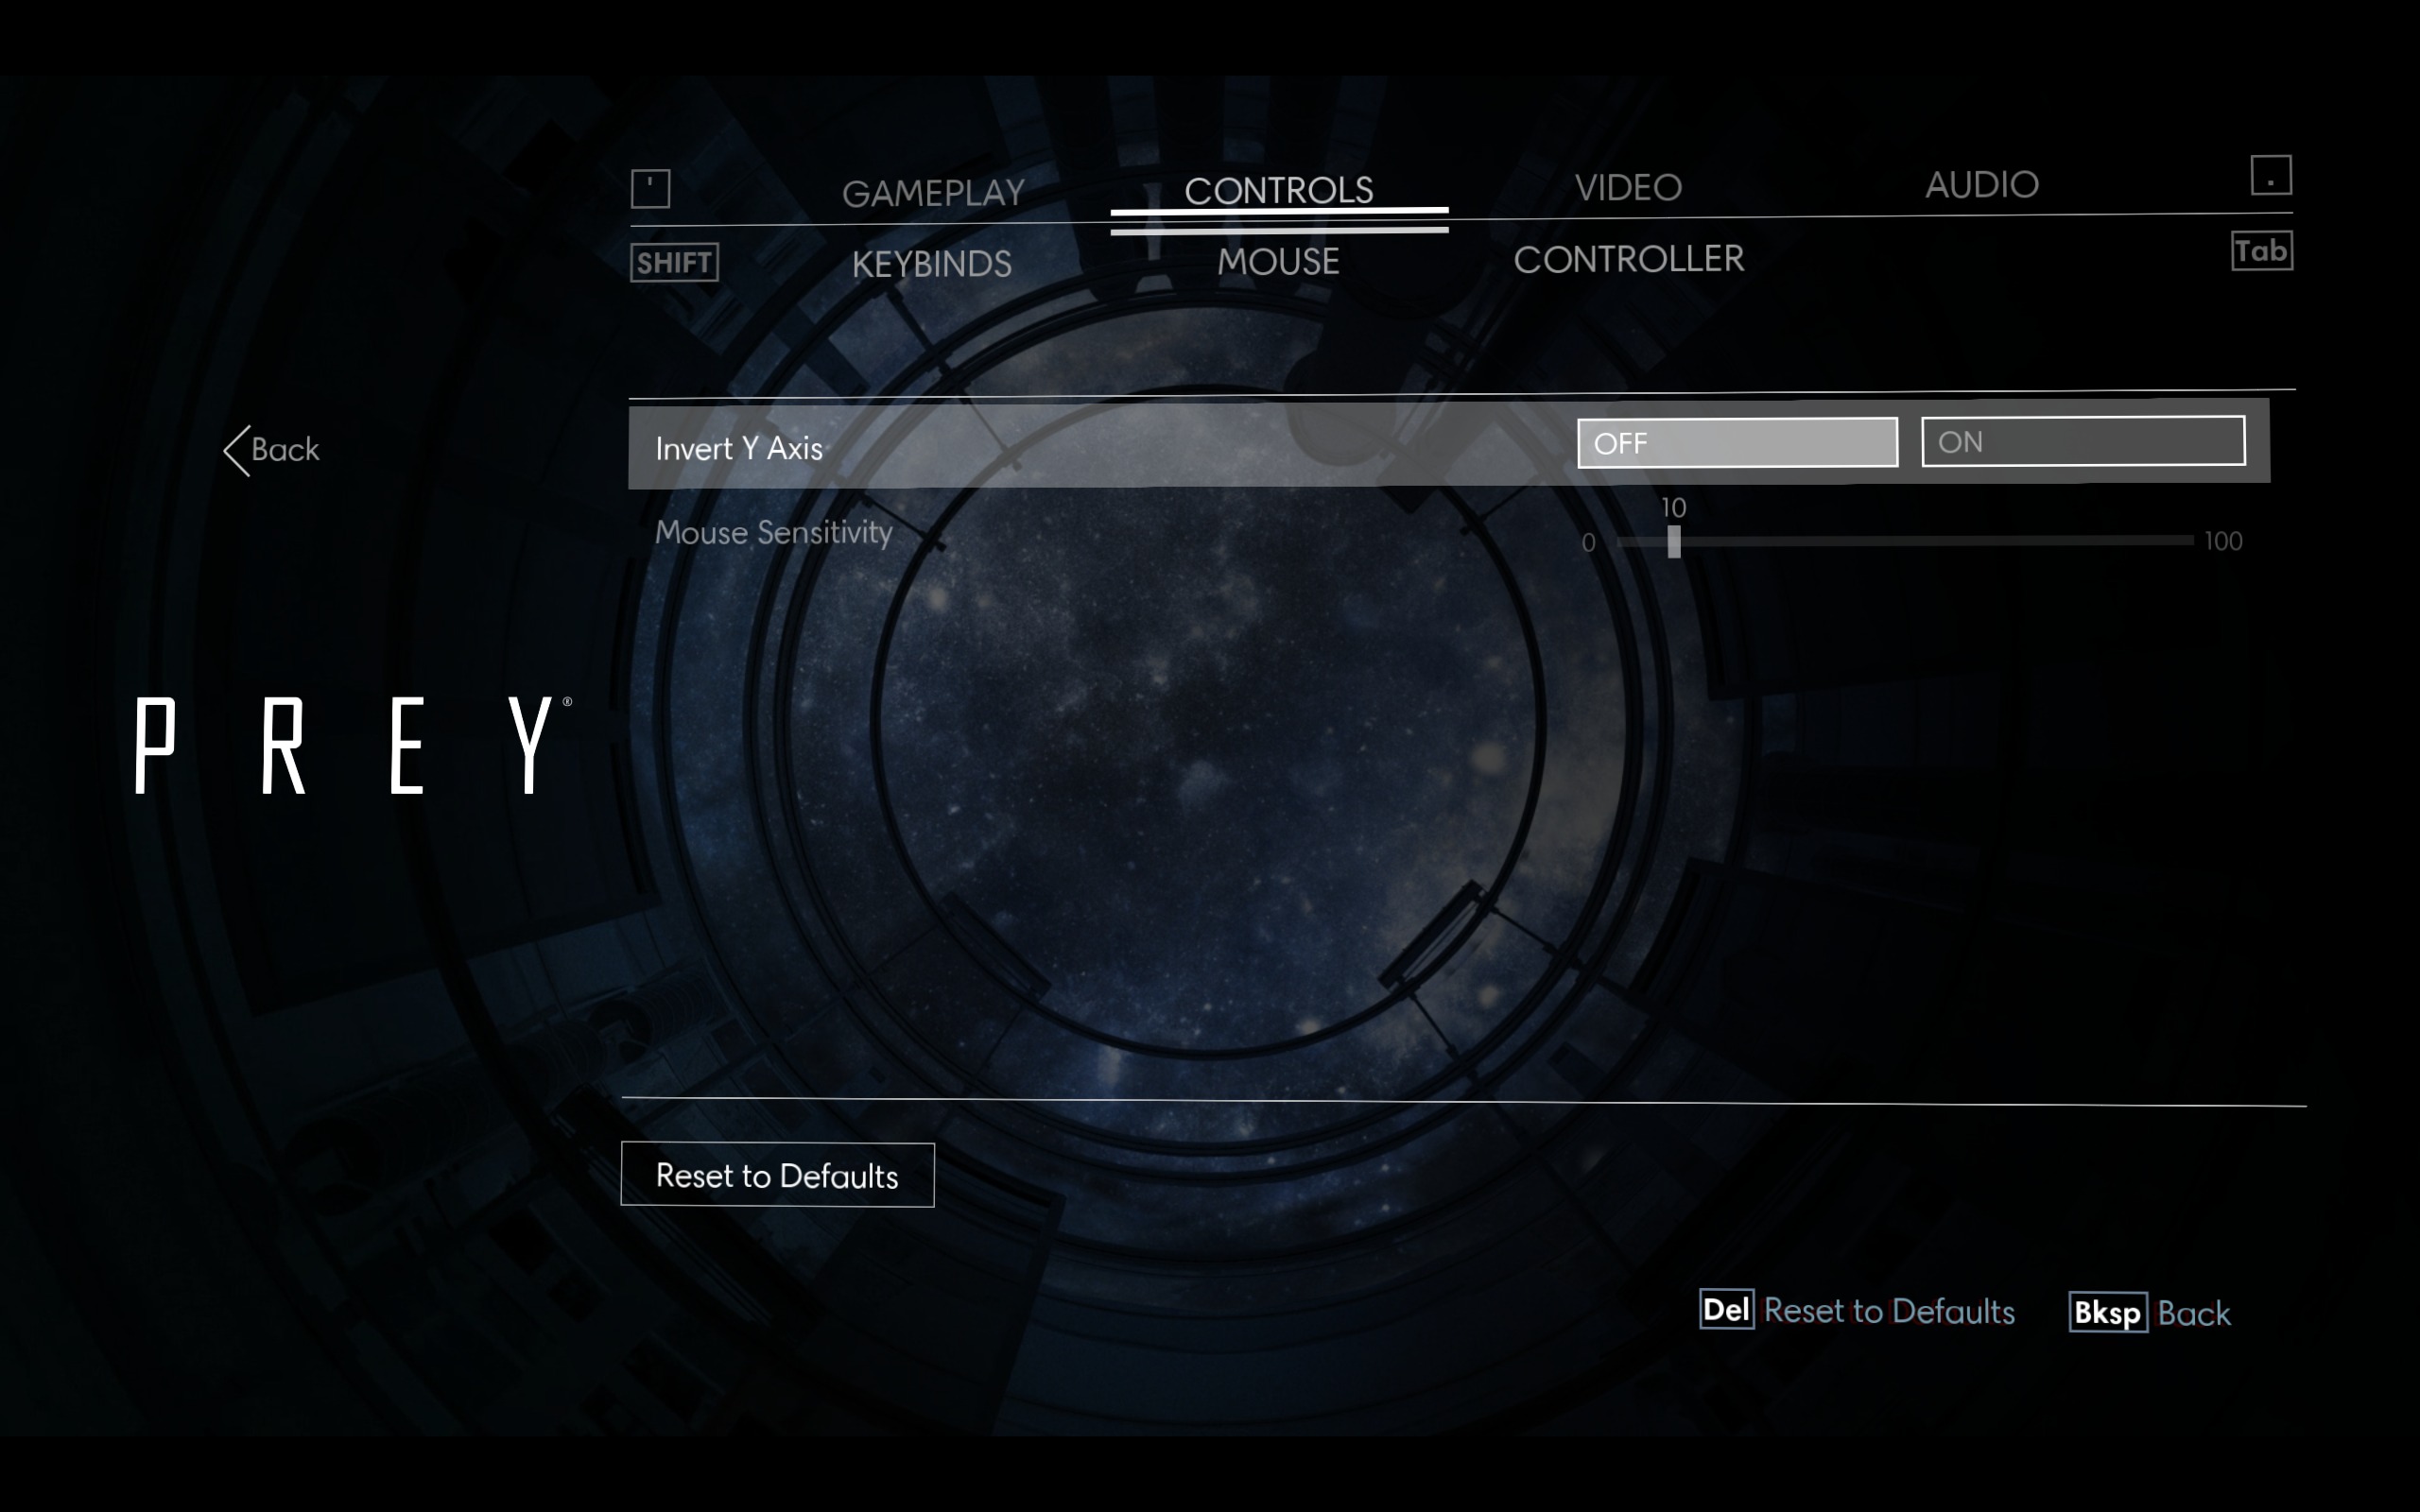 ' GAMEPLAY CONTROLS VIDEO AUDIO .
SHIFT KEYBINDS MOUSE CONTROLLER Tab
Back
Invert Y Axis OFF ON
10
Mouse Sensitivity 0 100
PREY®
Reset to Defaults
Del Reset to Defaults Bksp Back